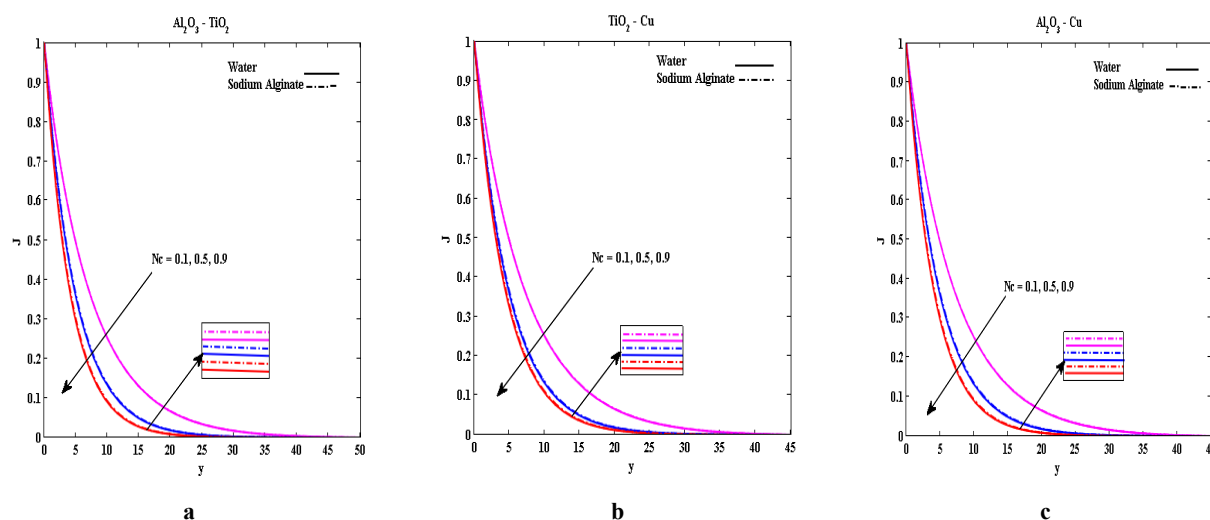 Al₂O₃ - TiO₂
1
0.9
0.8
0.7
0.6
0.5
0.4
0.3
0.2
0.1
0
J
Water
Sodium Alginate
Nc = 0.1, 0.5, 0.9
0 5 10 15 20 25 30 35 40 45 50
y
a
TiO₂ - Cu
1
0.9
0.8
0.7
0.6
0.5
0.4
0.3
0.2
0.1
0
J
Water
Sodium Alginate
Nc = 0.1, 0.5, 0.9
0 5 10 15 20 25 30 35 40 45
y
b
Al₂O₃ - Cu
1
0.9
0.8
0.7
0.6
0.5
0.4
0.3
0.2
0.1
0
J
Water
Sodium Alginate
Nc = 0.1, 0.5, 0.9
0 5 10 15 20 25 30 35 40 45
y
c